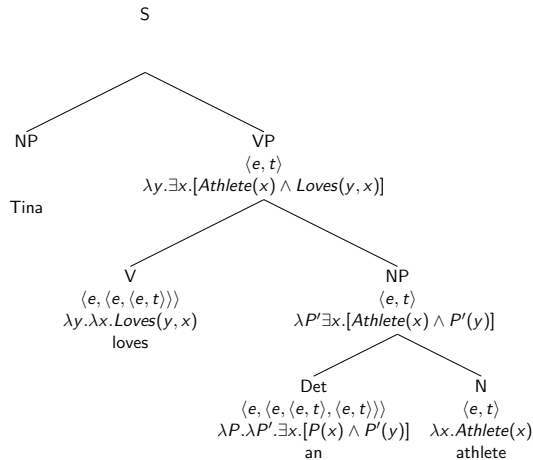 S
NP
VP
⟨e, t⟩
λy.∃x.[Athlete(x) ∧ Loves(y, x)]
Tina
V
⟨e, ⟨e, ⟨e, t⟩⟩⟩
λy.λx.Loves(y, x)
loves
NP
⟨e, t⟩
λP′∃x.[Athlete(x) ∧ P′(y)]
Det
⟨e, ⟨e, ⟨e, t⟩, ⟨e, t⟩⟩⟩
λP.λP′.∃x.[P(x) ∧ P′(y)]
an
N
⟨e, t⟩
λx.Athlete(x)
athlete